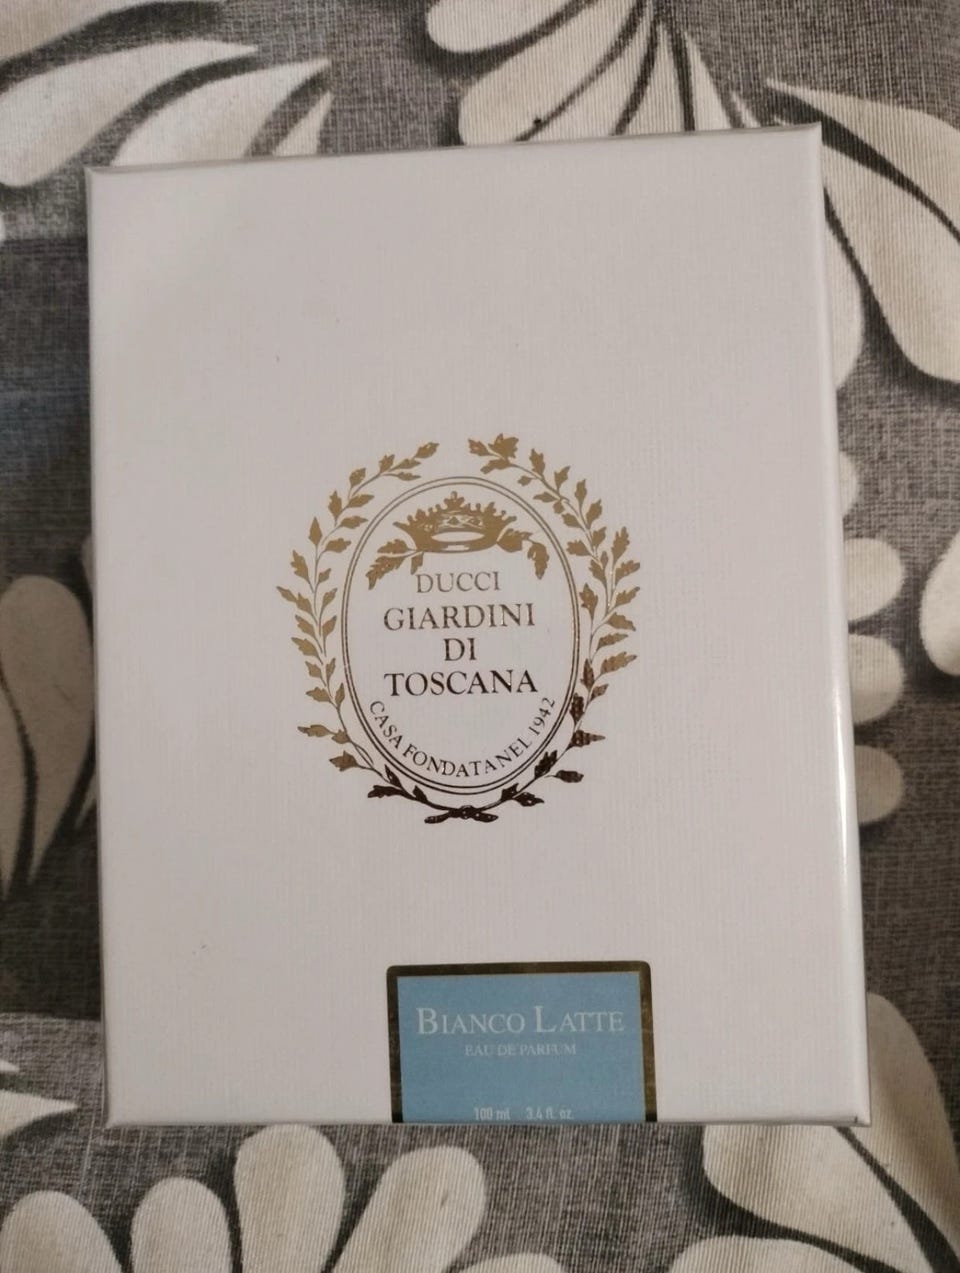 DUCCI
GIARDINI
DI
TOSCANA
CASA FONDATA NEL 1942
BIANCO LATTE
EAU DE PARFUM
100 ml 3.4 fl. oz.